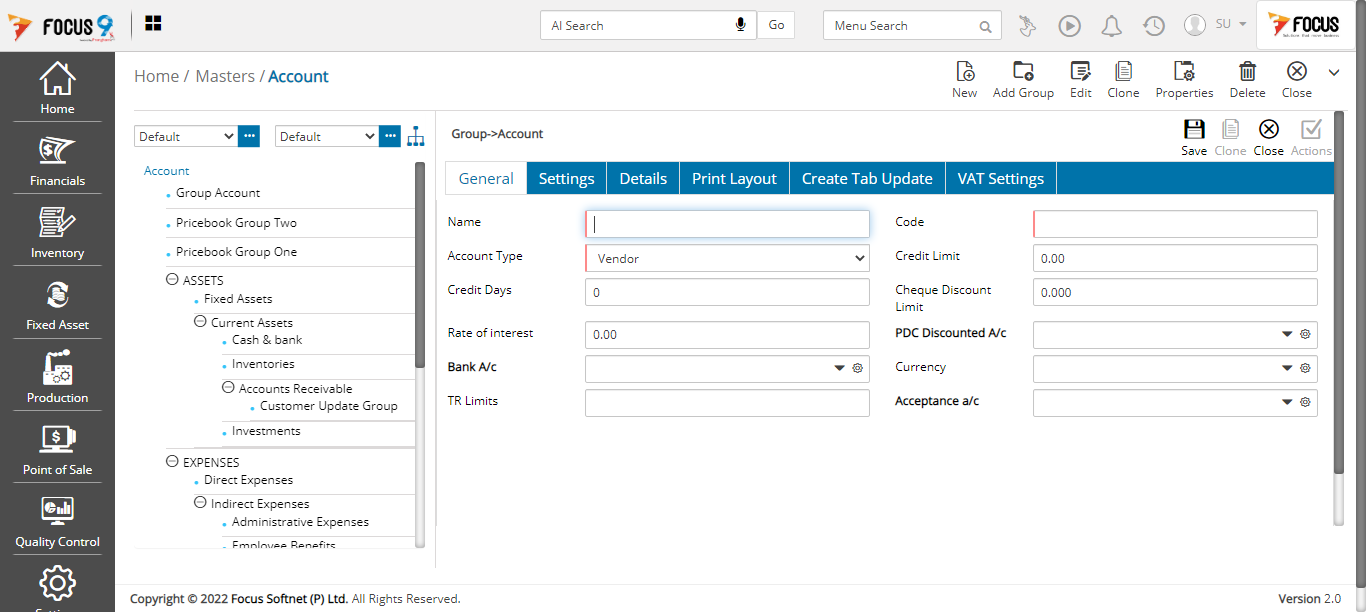 FOCUS 9
AI Search
Go
Menu Search
SU
FOCUS
Home
Financials
Inventory
Fixed Asset
Production
Point of Sale
Quality Control
Home / Masters / Account
New
Add Group
Edit
Clone
Properties
Delete
Close
Default
Default
Account
Group Account
Pricebook Group Two
Pricebook Group One
ASSETS
Fixed Assets
Current Assets
Cash & bank
Inventories
Accounts Receivable
Customer Update Group
Investments
EXPENSES
Direct Expenses
Indirect Expenses
Administrative Expenses
Employee Benefits
Group->Account
Save
Clone
Close
Actions
General
Settings
Details
Print Layout
Create Tab Update
VAT Settings
Name
Code
Account Type
Vendor
Credit Limit
0.00
Credit Days
0
Cheque Discount
Limit
0.000
Rate of interest
0.00
PDC Discounted A/c
Bank A/c
Currency
TR Limits
Acceptance a/c
Copyright © 2022 Focus Softnet (P) Ltd. All Rights Reserved.
Version 2.0